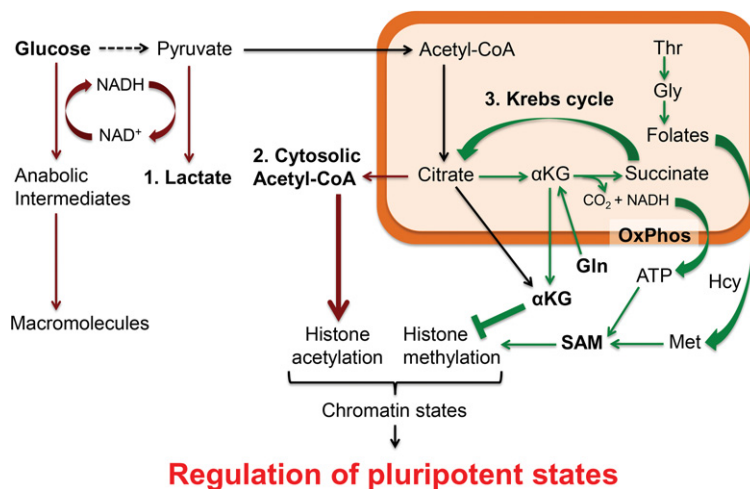 Glucose
Pyruvate
Acetyl-CoA
Thr
NADH
Gly
3. Krebs cycle
NAD+
Folates
2. Cytosolic
Acetyl-CoA
Anabolic
Intermediates
1. Lactate
Citrate
αKG
Succinate
CO2 + NADH
OxPhos
Gln
ATP
Hcy
αKG
Macromolecules
Histone
acetylation
Histone
methylation
SAM
Met
Chromatin states
Regulation of pluripotent states